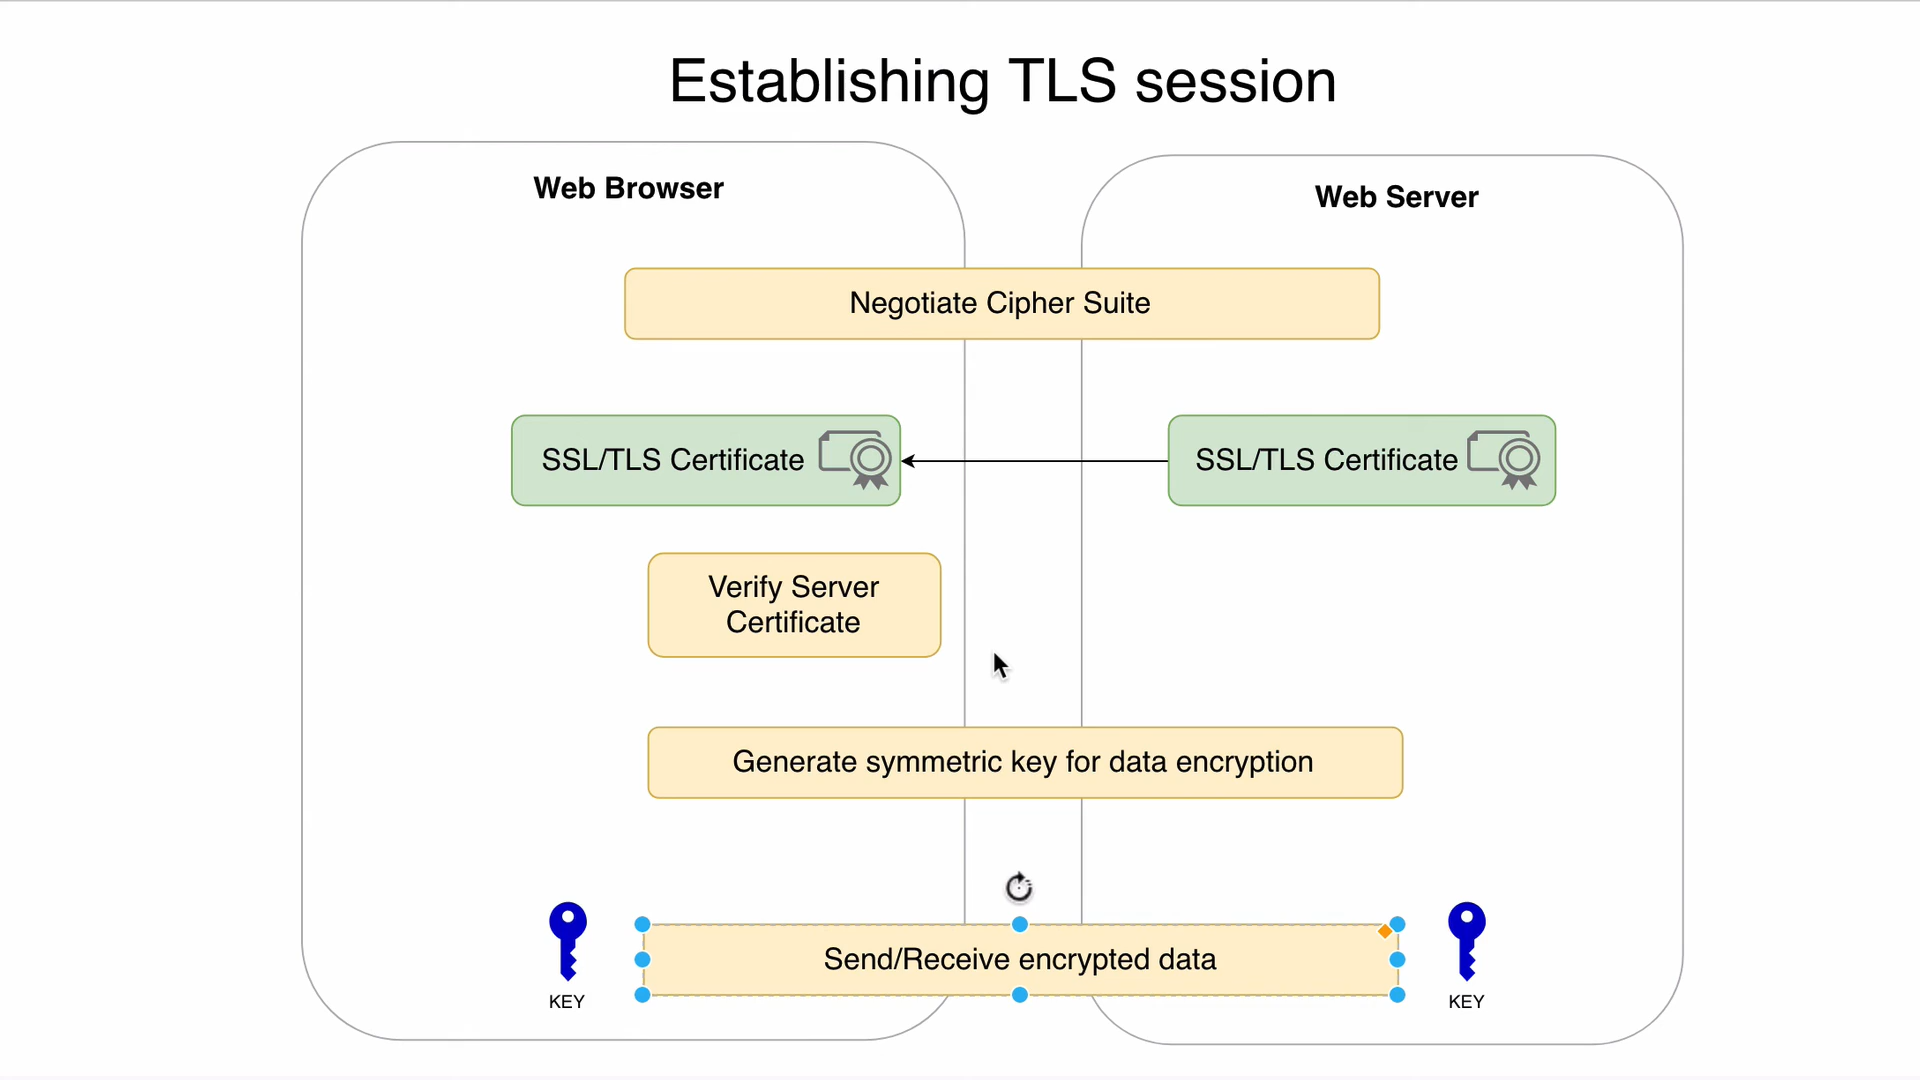 Establishing TLS session
Web Browser
Web Server
Negotiate Cipher Suite
SSL/TLS Certificate
SSL/TLS Certificate
Verify Server
Certificate
Generate symmetric key for data encryption
Send/Receive encrypted data
KEY
KEY